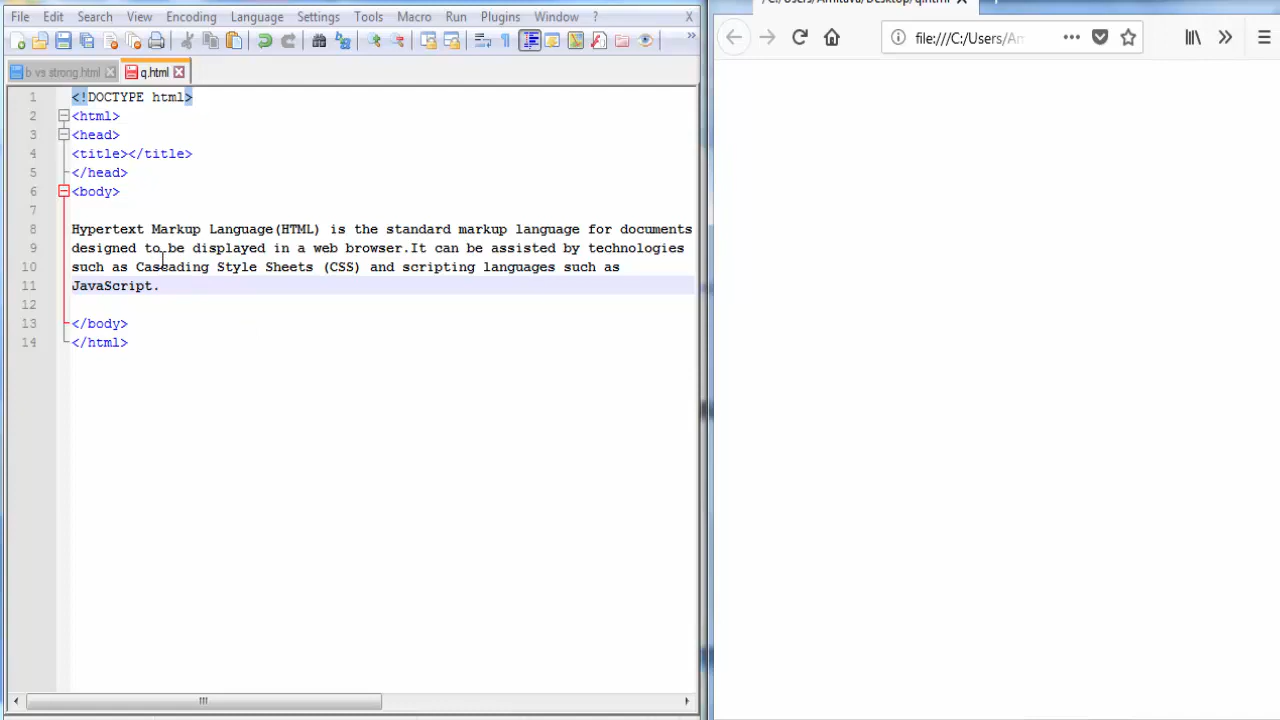 File Edit Search View Encoding Language Settings Tools Macro Run Plugins Window ? X
b vs strong.html q.html
file:///C:/Users/Am
1 <!DOCTYPE html>
2 <html>
3 <head>
4 <title></title>
5 </head>
6 <body>
7
8 Hypertext Markup Language(HTML) is the standard markup language for documents
9 designed to be displayed in a web browser.It can be assisted by technologies
10 such as Cascading Style Sheets (CSS) and scripting languages such as
11 JavaScript.
12
13 </body>
14 </html>